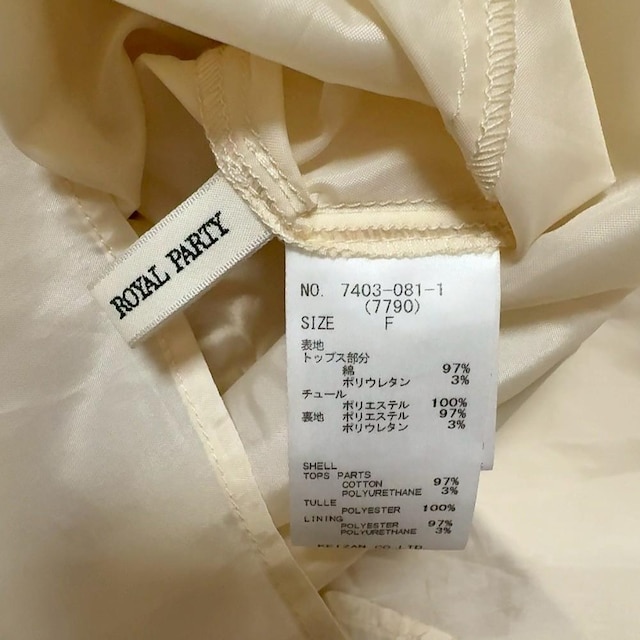 ROYAL PARTY
NO. 7403-081-1
(7790)
SIZE F
表地
トップス部分
綿 97%
ポリウレタン 3%
チュール
ポリエステル 100%
裏地 ポリエステル 97%
ポリウレタン 3%
SHELL
TOPS PARTS
COTTON 97%
POLYURETHANE 3%
TULLE
POLYESTER 100%
LINING
POLYESTER 97%
POLYURETHANE 3%
KEIZAN CO.LTD